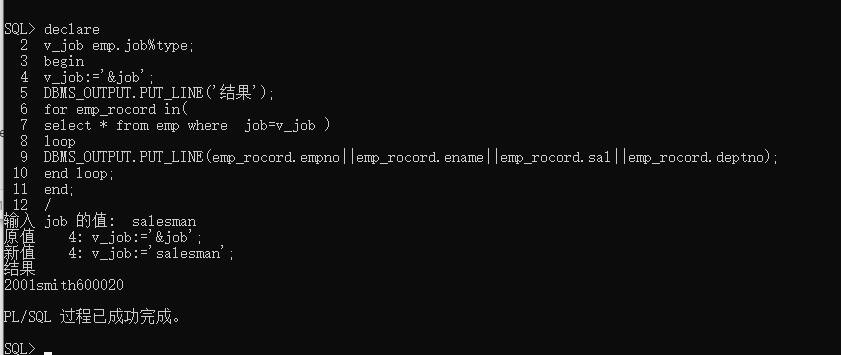 SQL> declare
2 v_job emp.job%type;
3 begin
4 v_job:='&job';
5 DBMS_OUTPUT.PUT_LINE('结果');
6 for emp_rocord in(
7 select * from emp where job=v_job )
8 loop
9 DBMS_OUTPUT.PUT_LINE(emp_rocord.empno||emp_rocord.ename||emp_rocord.sal||emp_rocord.deptno);
10 end loop;
11 end;
12 /
输入 job 的值: salesman
原值 4: v_job:='&job';
新值 4: v_job:='salesman';
结果
2001smith600020
PL/SQL 过程已成功完成。
SQL>